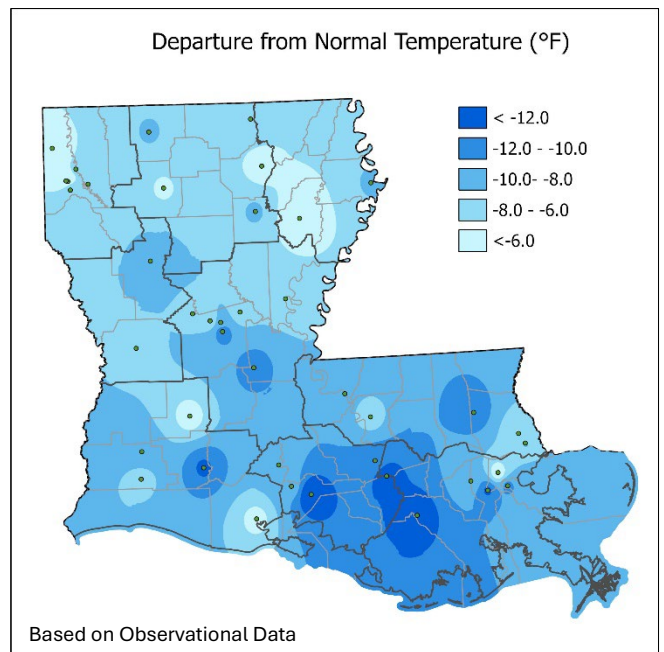 Departure from Normal Temperature (°F)
< -12.0
-12.0 - -10.0
-10.0- -8.0
-8.0 - -6.0
<-6.0
Based on Observational Data